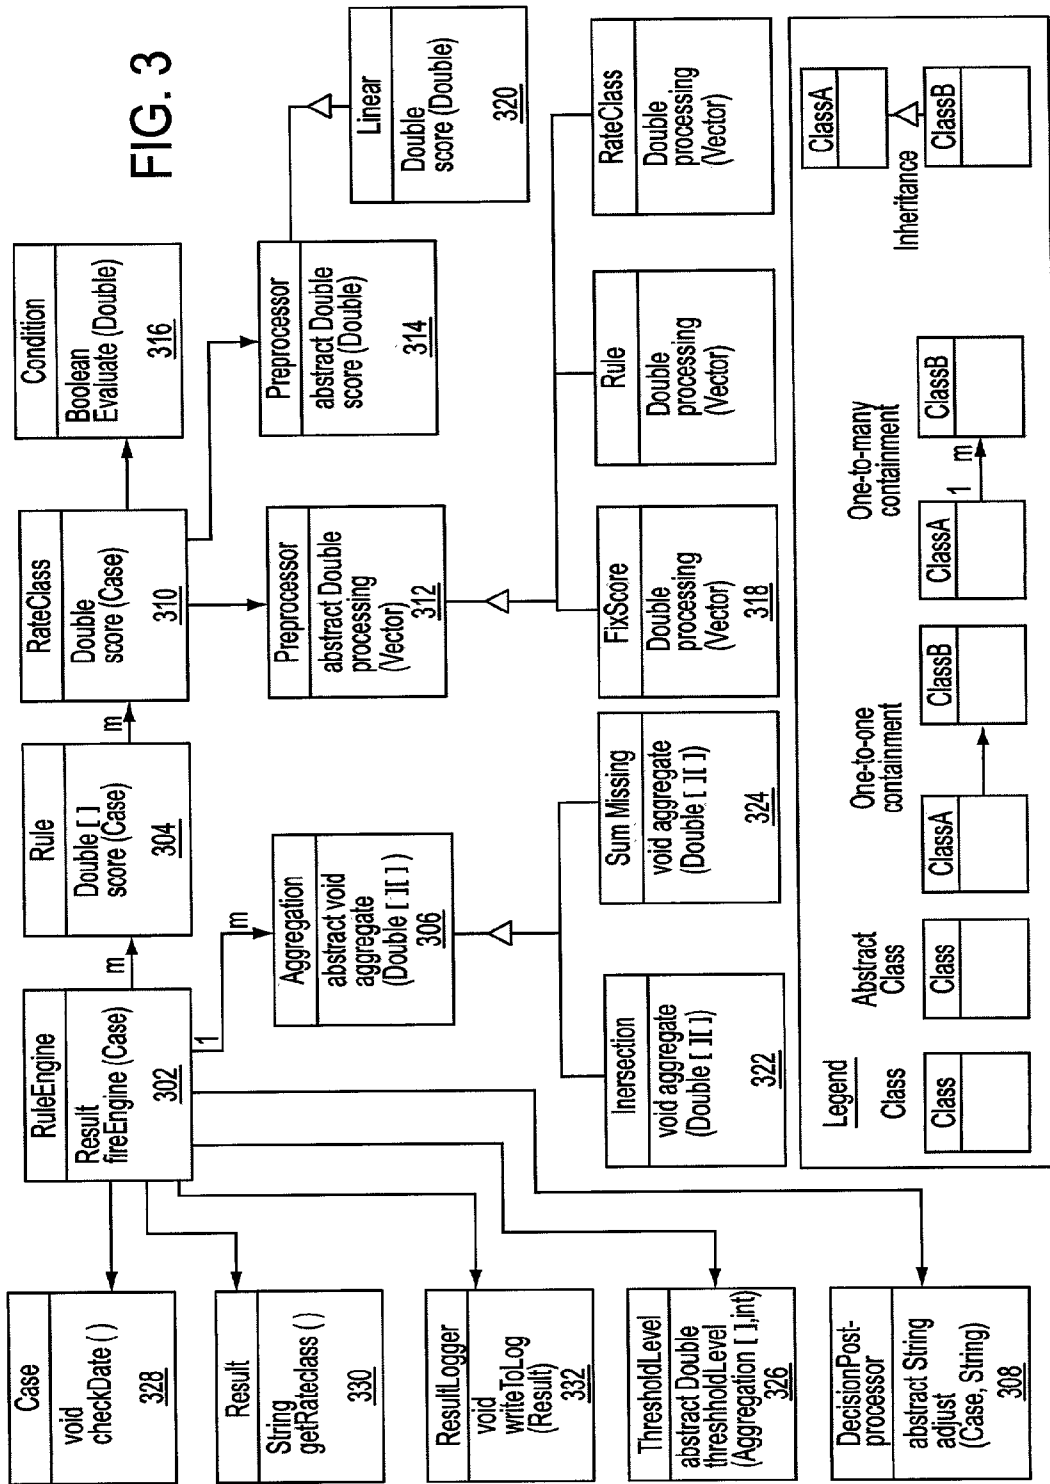 FIG. 3
Case
void
checkDate ( )
328
Result
String
getRateclass ( )
330
ResultLogger
void
writeToLog
(Result)
332
ThresholdLevel
abstract Double
threshholdLevel
(Aggregation [ ],int)
326
DecisionPost-
processor
abstract String
adjust
(Case, String)
308
RuleEngine
Result
fireEngine (Case)
302
m
1
m
Rule
Double [ ]
score (Case)
304
m
RateClass
Double
score (Case)
310
Condition
Boolean
Evaluate (Double)
316
Aggregation
abstract void
aggregate
(Double [ ][ ] )
306
Preprocessor
abstract Double
processing
(Vector)
312
Preprocessor
abstract Double
score (Double)
314
Linear
Double
score (Double)
320
Inersection
void aggregate
(Double [ ][ ] )
322
Sum Missing
void aggregate
(Double [ ][ ] )
324
FixScore
Double
processing
(Vector)
318
Rule
Double
processing
(Vector)
RateClass
Double
processing
(Vector)
Legend
Class
Class
Abstract
Class
Class
One-to-one
containment
ClassA
ClassB
One-to-many
containment
ClassA
1
m
ClassB
Inheritance
ClassA
ClassB